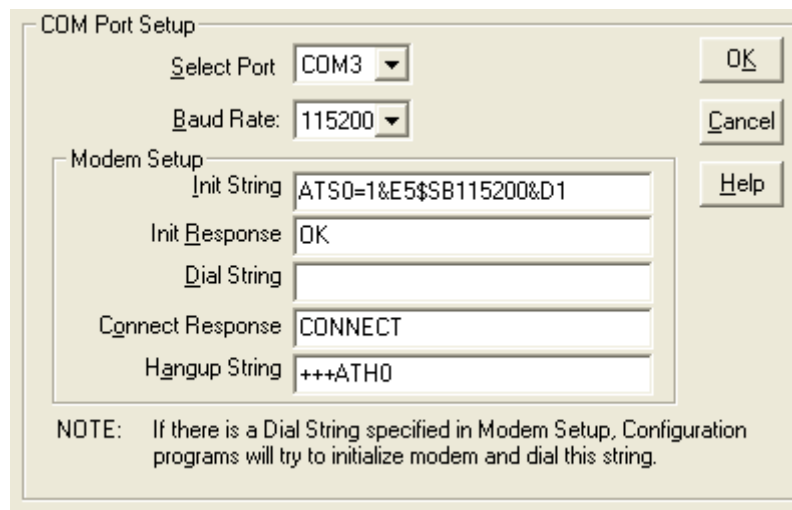 COM Port Setup
Select Port COM3
OK
Baud Rate: 115200
Cancel
Modem Setup
Init String ATS0=1&E5$SB115200&D1
Help
Init Response OK
Dial String
Connect Response CONNECT
Hangup String +++ATH0
NOTE: If there is a Dial String specified in Modem Setup, Configuration
programs will try to initialize modem and dial this string.